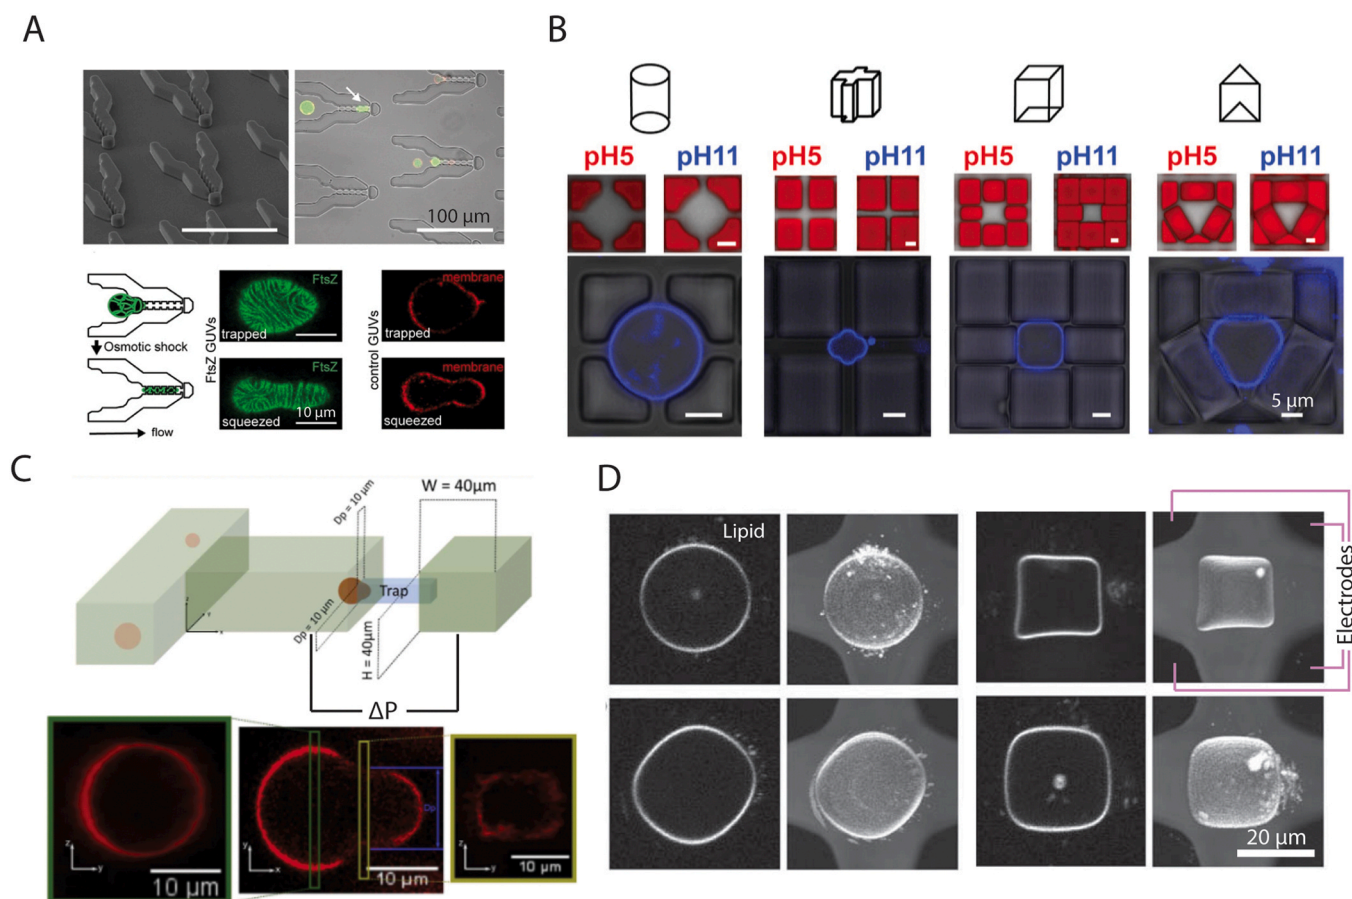 A
100 µm
FtsZ
trapped
FtsZ GUVs
membrane
trapped
control GUVs
Osmotic shock
FtsZ
10 µm
squeezed
membrane
squeezed
flow
B
pH5 pH11
pH5 pH11
pH5 pH11
pH5 pH11
5 µm
C
W = 40µm
Dp = 10 µm
Trap
Dp = 10 µm
H = 40µm
ΔP
z
y
10 µm
y
x
Dp
10 µm
z
y
10 µm
D
Lipid
Electrodes
20 µm